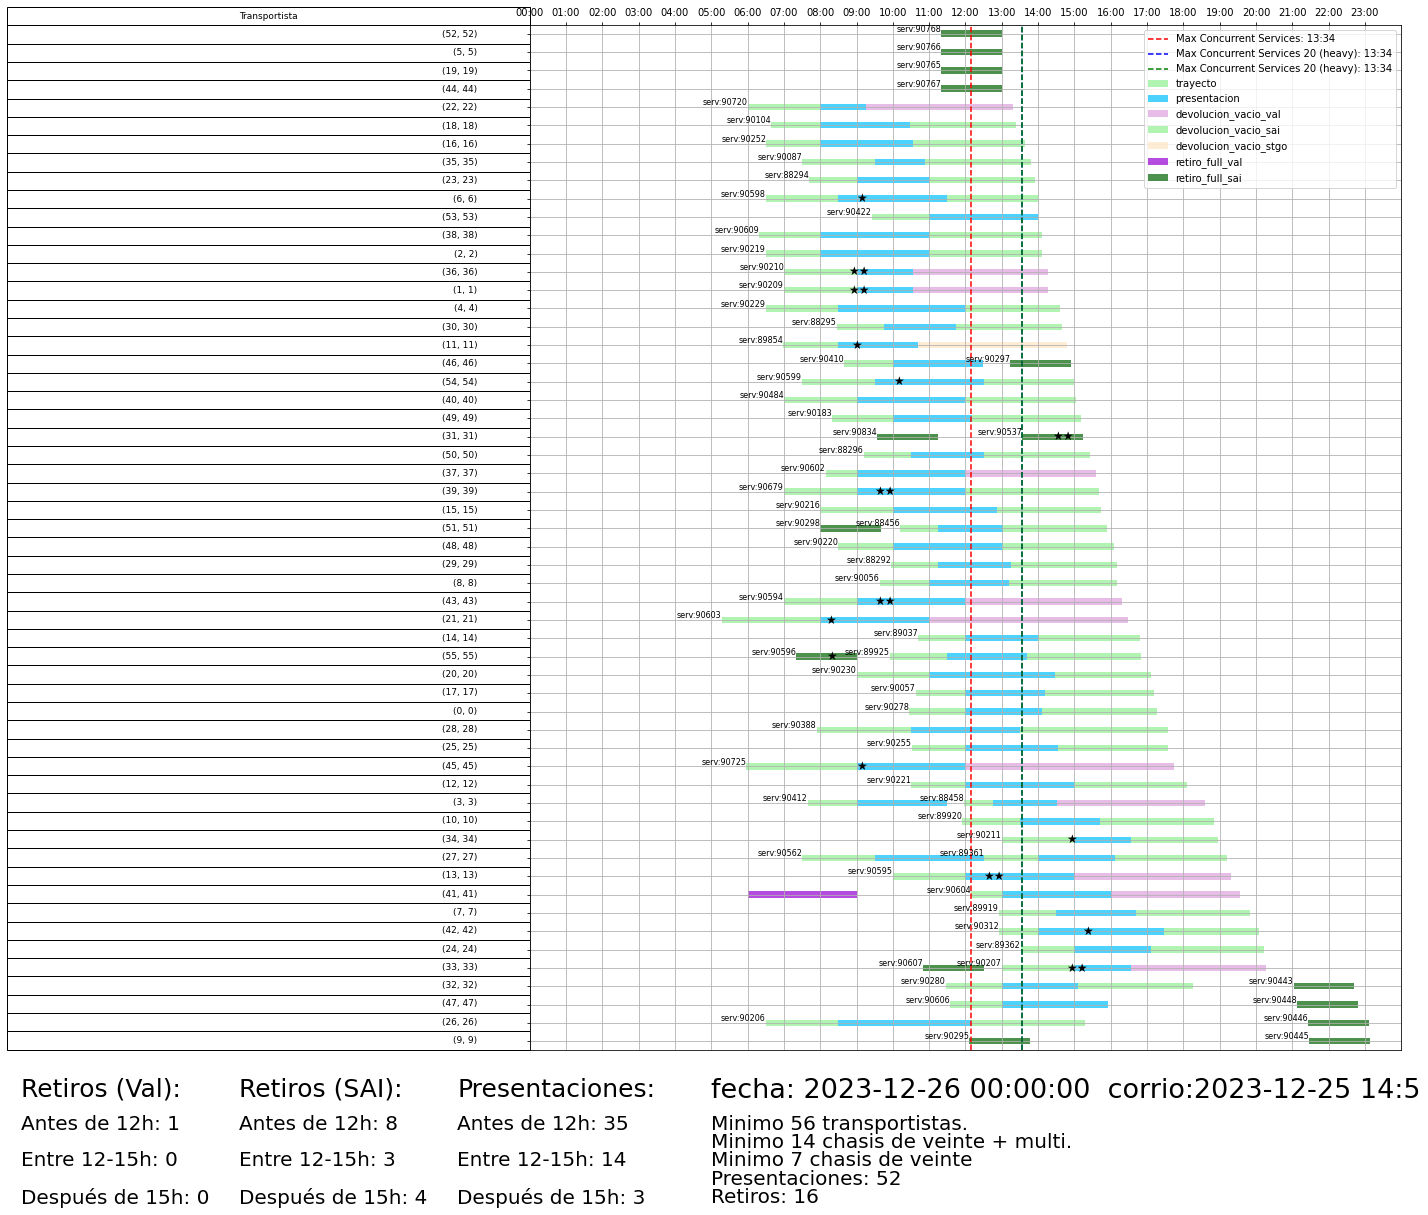 Transportista
00:00 01:00 02:00 03:00 04:00 05:00 06:00 07:00 08:00 09:00 10:00 11:00 12:00 13:00 14:00 15:00 16:00 17:00 18:00 19:00 20:00 21:00 22:00 23:00
Max Concurrent Services: 13:34
Max Concurrent Services 20 (heavy): 13:34
Max Concurrent Services 20 (heavy): 13:34
trayecto
presentacion
devolucion_vacio_val
devolucion_vacio_sai
devolucion_vacio_stgo
retiro_full_val
retiro_full_sai
(52, 52) serv:90768
(5, 5) serv:90766
(19, 19) serv:90765
(44, 44) serv:90767
(22, 22) serv:90720
(18, 18) serv:90104
(16, 16) serv:90252
(35, 35) serv:90087
(23, 23) serv:88294
(6, 6) serv:90598
(53, 53) serv:90422
(38, 38) serv:90609
(2, 2) serv:90219
(36, 36) serv:90210
(1, 1) serv:90209
(4, 4) serv:90229
(30, 30) serv:88295
(11, 11) serv:89854
(46, 46) serv:90410 serv:90297
(54, 54) serv:90599
(40, 40) serv:90484
(49, 49) serv:90183
(31, 31) serv:90834 serv:90537
(50, 50) serv:88296
(37, 37) serv:90602
(39, 39) serv:90679
(15, 15) serv:90216
(51, 51) serv:90298 serv:88456
(48, 48) serv:90220
(29, 29) serv:88292
(8, 8) serv:90056
(43, 43) serv:90594
(21, 21) serv:90603
(14, 14) serv:89037
(55, 55) serv:90596 serv:89925
(20, 20) serv:90230
(17, 17) serv:90057
(0, 0) serv:90278
(28, 28) serv:90388
(25, 25) serv:90255
(45, 45) serv:90725
(12, 12) serv:90221
(3, 3) serv:90412 serv:88458
(10, 10) serv:89920
(34, 34) serv:90211
(27, 27) serv:90562 serv:89361
(13, 13) serv:90595
(41, 41) serv:90604
(7, 7) serv:89919
(42, 42) serv:90312
(24, 24) serv:89362
(33, 33) serv:90607 serv:90207
(32, 32) serv:90280 serv:90443
(47, 47) serv:90606 serv:90448
(26, 26) serv:90206 serv:90446
(9, 9) serv:90295 serv:90445
Retiros (Val):
Antes de 12h: 1
Entre 12-15h: 0
Después de 15h: 0
Retiros (SAI):
Antes de 12h: 8
Entre 12-15h: 3
Después de 15h: 4
Presentaciones:
Antes de 12h: 35
Entre 12-15h: 14
Después de 15h: 3
fecha: 2023-12-26 00:00:00 corrio:2023-12-25 14:5
Minimo 56 transportistas.
Minimo 14 chasis de veinte + multi.
Minimo 7 chasis de veinte
Presentaciones: 52
Retiros: 16